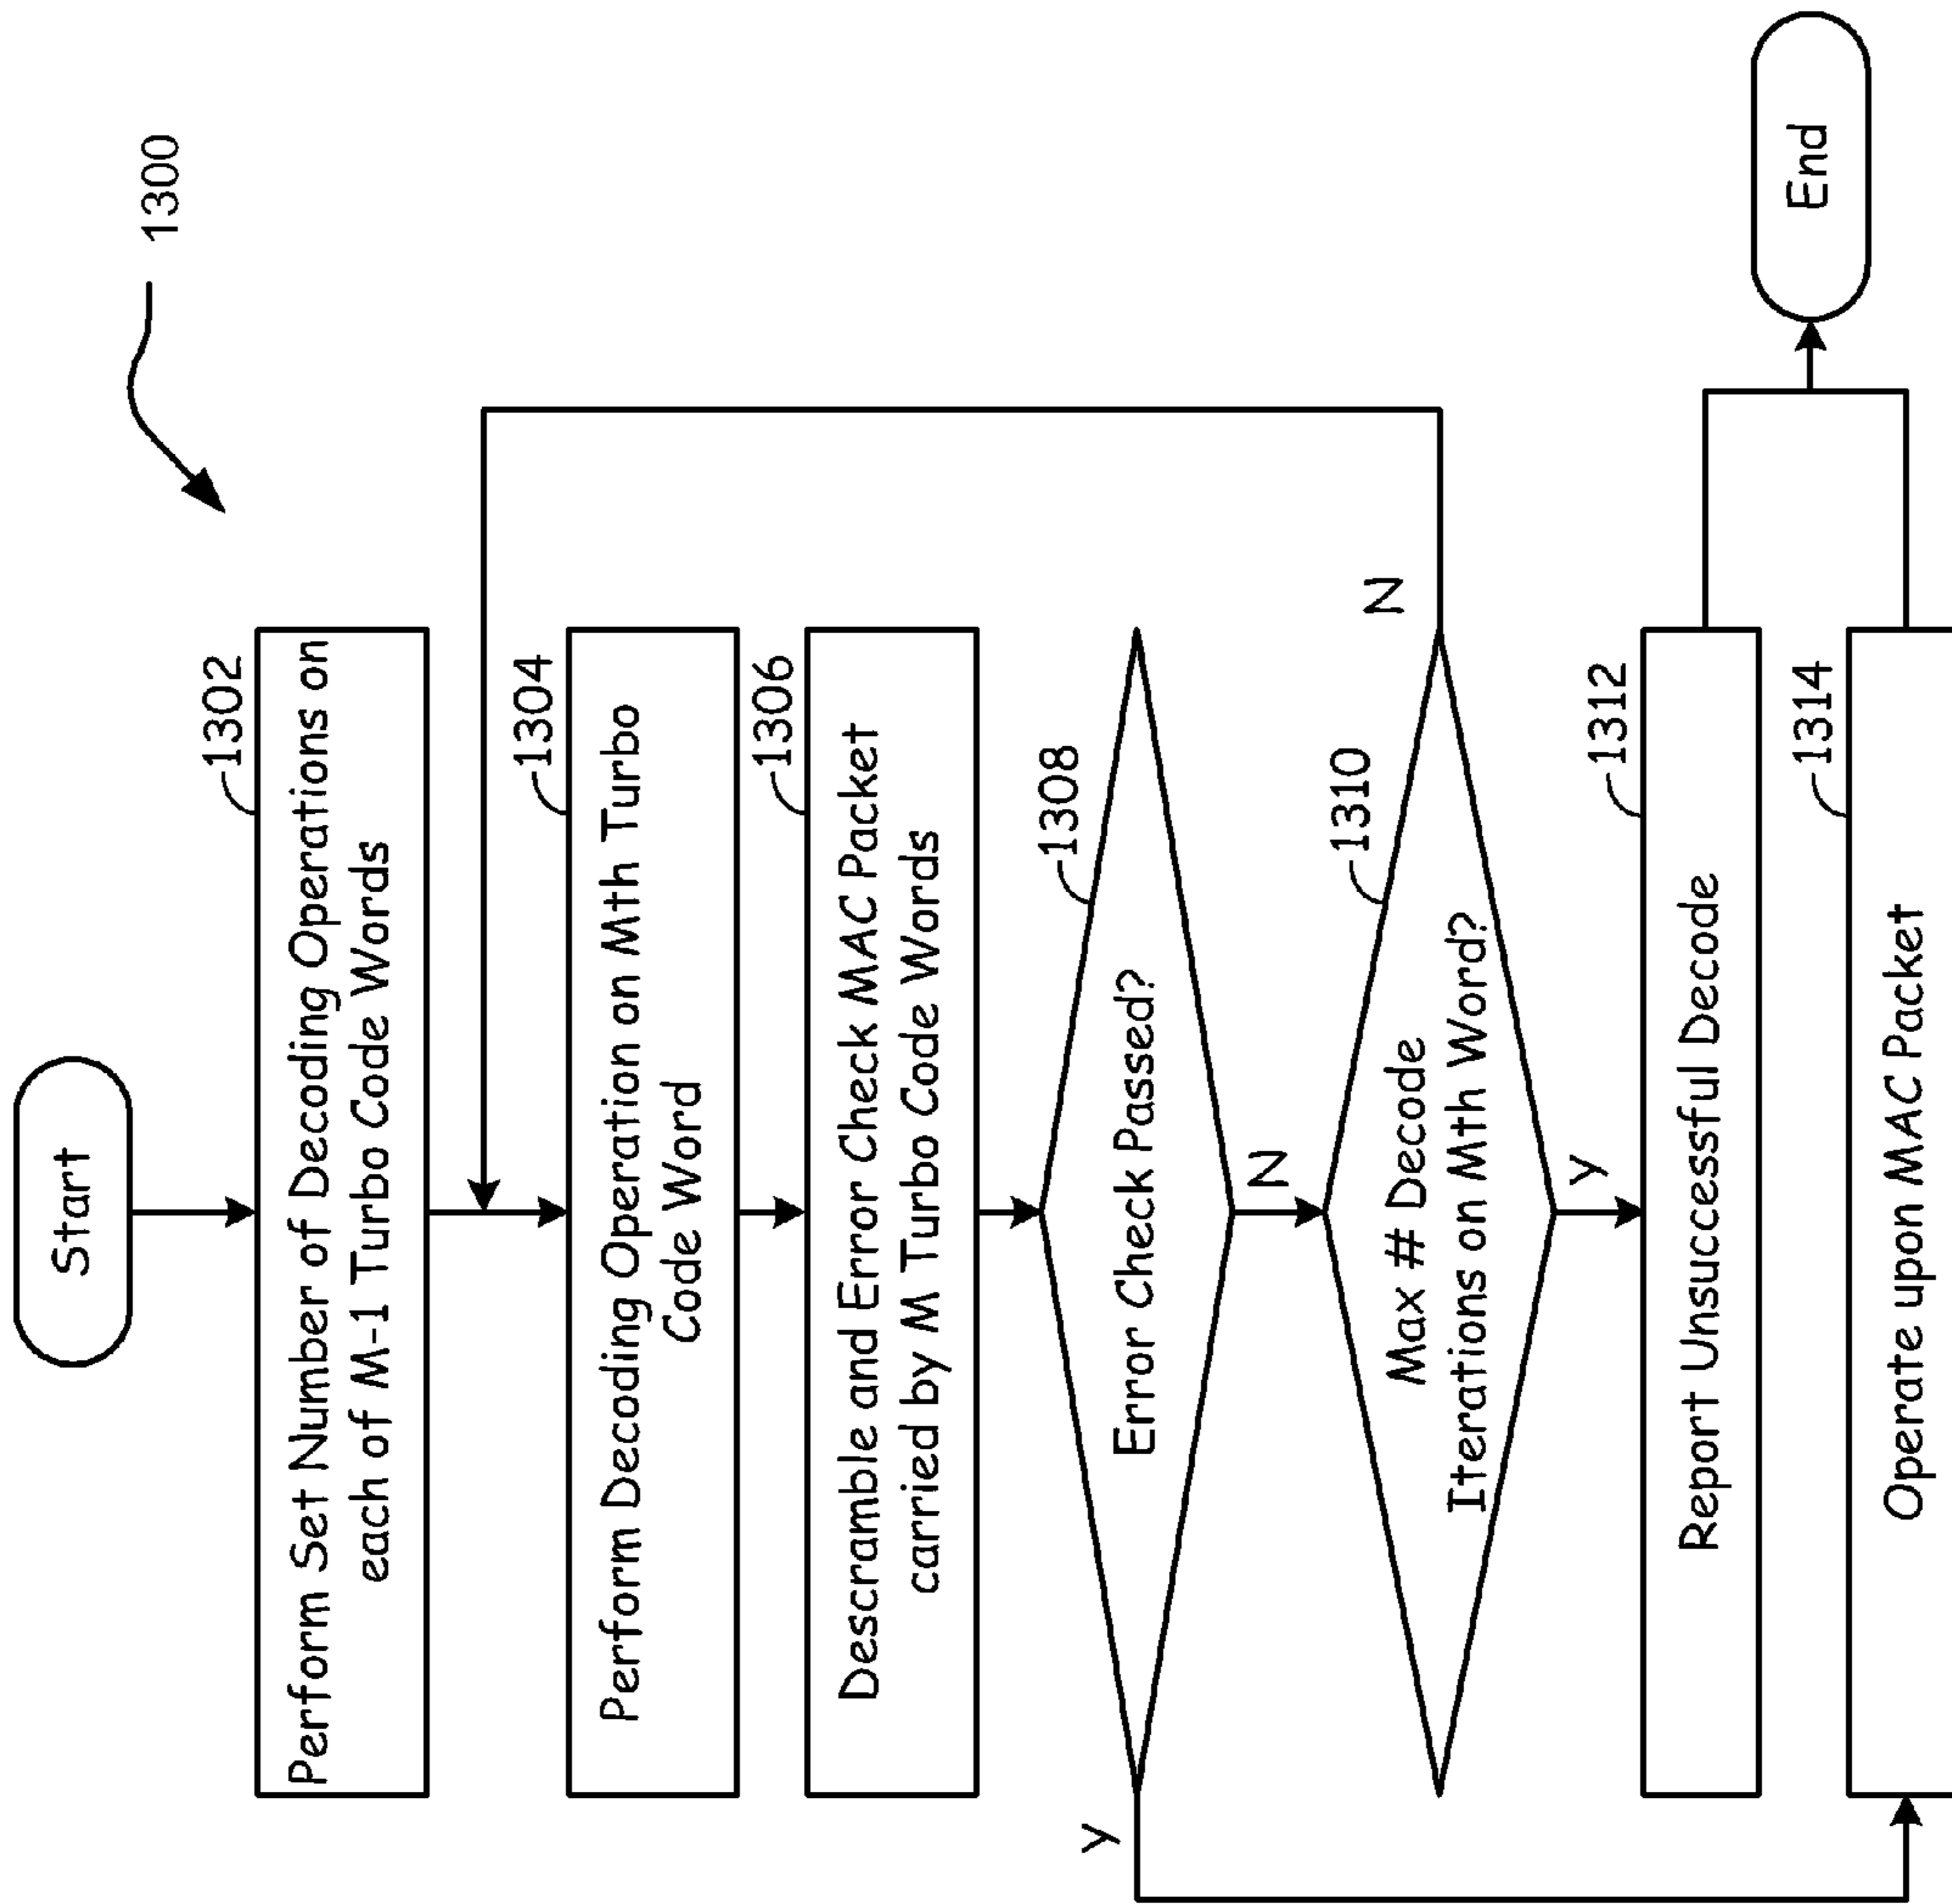 1300
Start
1302
Perform Set Number of Decoding Operations on
each of M-1 Turbo Code Words
1304
Perform Decoding Operation on Mth Turbo
Code Word
1306
Descramble and Error Check MAC Packet
carried by M Turbo Code Words
1308
Error Check Passed?
Y
N
1310
Max # Decode
Iterations on Mth Word?
N
Y
1312
Report Unsuccessful Decode
1314
Operate upon MAC Packet
End